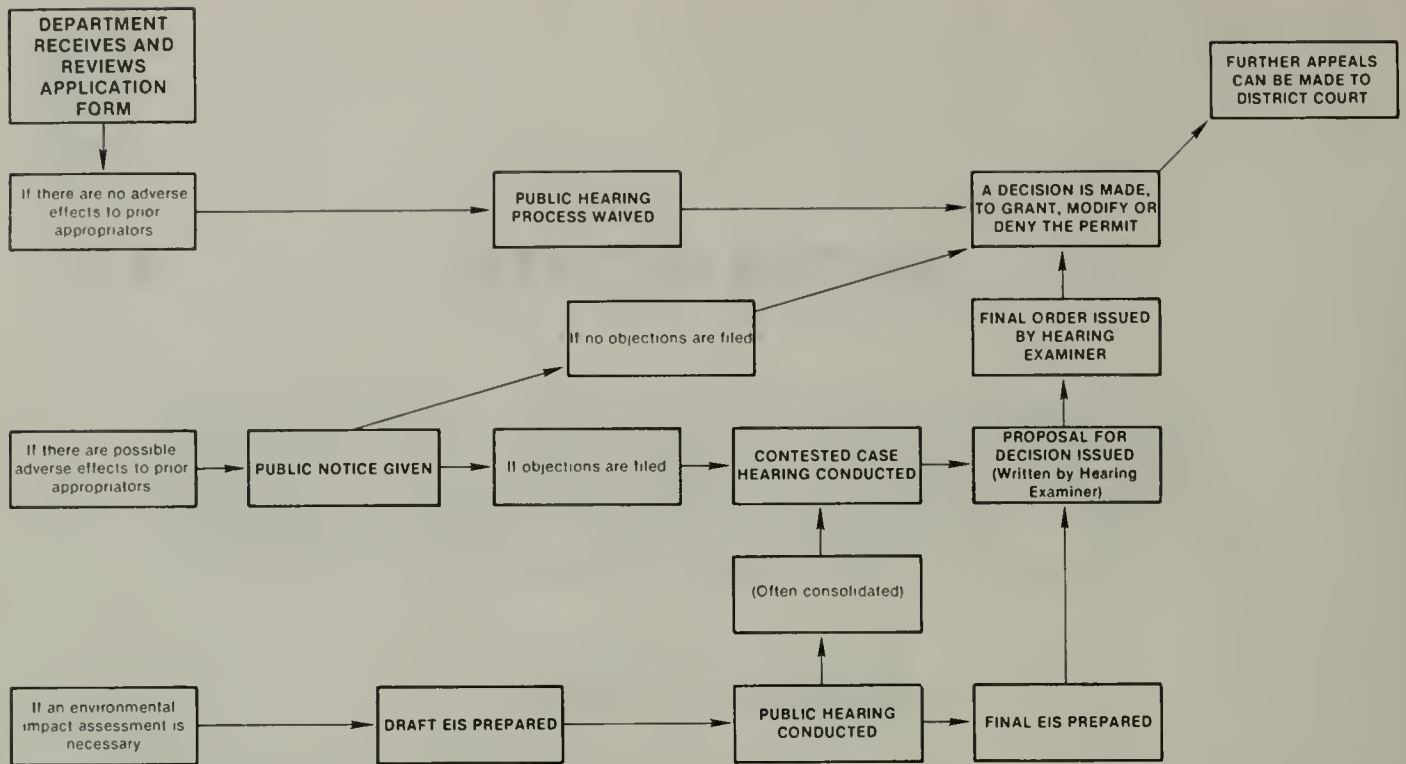 DEPARTMENT
RECEIVES AND
REVIEWS
APPLICATION
FORM
FURTHER APPEALS
CAN BE MADE TO
DISTRICT COURT
If there are no adverse
effects to prior
appropriators
PUBLIC HEARING
PROCESS WAIVED
A DECISION IS MADE,
TO GRANT, MODIFY OR
DENY THE PERMIT
If no objections are filed
FINAL ORDER ISSUED
BY HEARING
EXAMINER
If there are possible
adverse effects to prior
appropriators
PUBLIC NOTICE GIVEN
If objections are filed
CONTESTED CASE
HEARING CONDUCTED
PROPOSAL FOR
DECISION ISSUED
(Written by Hearing
Examiner)
(Often consolidated)
If an environmental
impact assessment is
necessary
DRAFT EIS PREPARED
PUBLIC HEARING
CONDUCTED
FINAL EIS PREPARED